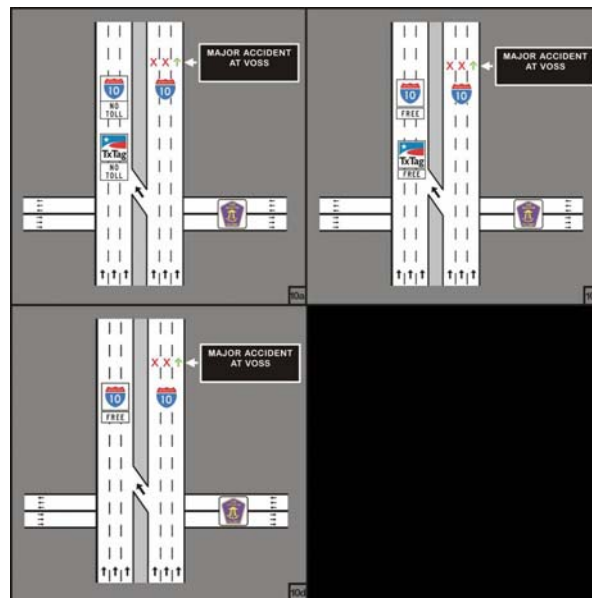 MAJOR ACCIDENT
AT VOSS
10
NO
TOLL
10
TxTag
NO
TOLL
10a
MAJOR ACCIDENT
AT VOSS
10
FREE
10
TxTag
FREE
MAJOR ACCIDENT
AT VOSS
10
FREE
10